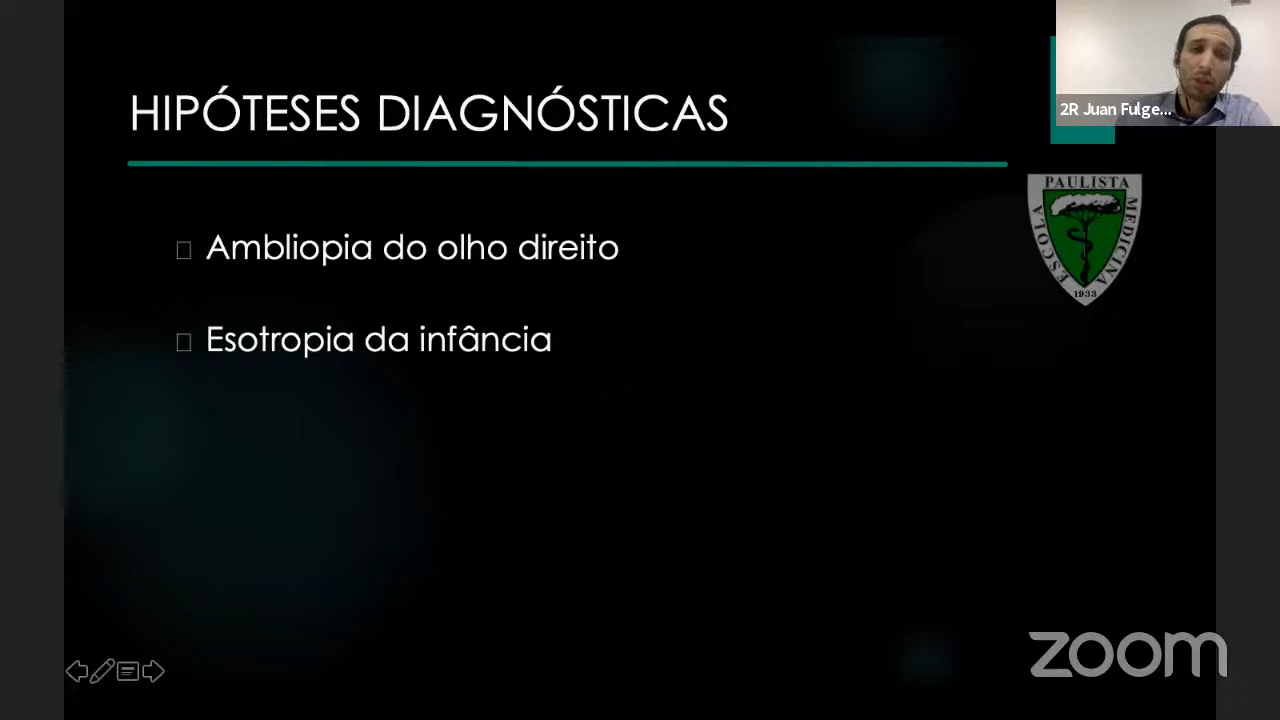 HIPÓTESES DIAGNÓSTICAS
2R Juan Fulge...
Ambliopia do olho direito
Esotropia da infância
ESCOLA PAULISTA MEDICINA
1933
zoom